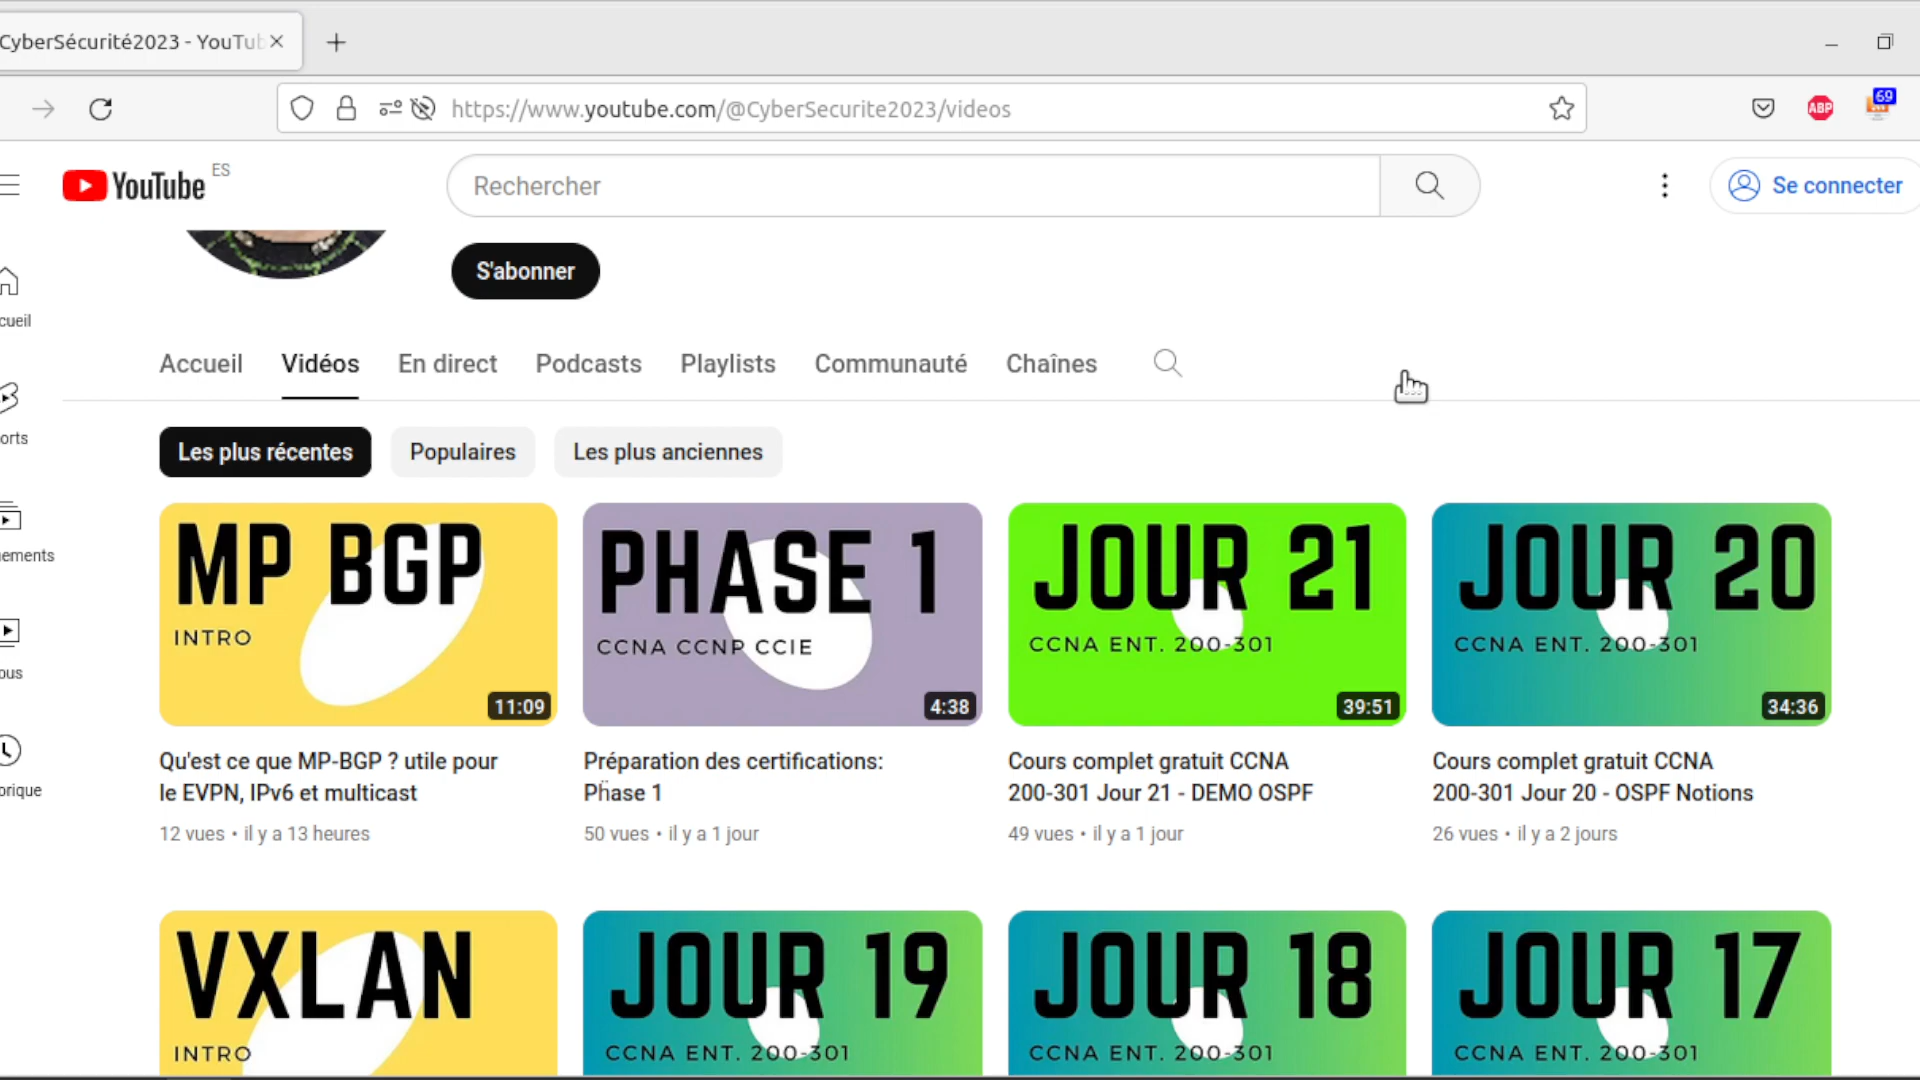 CyberSécurité2023 - YouTub
https://www.youtube.com/@CyberSecurite2023/videos
ABP
69
YouTube ES
Rechercher
Se connecter
S'abonner
cueil
orts
nements
ous
orique
Accueil Vidéos En direct Podcasts Playlists Communauté Chaînes
Les plus récentes Populaires Les plus anciennes
MP BGP
INTRO
11:09
Qu'est ce que MP-BGP ? utile pour
le EVPN, IPv6 et multicast
12 vues • il y a 13 heures
PHASE 1
CCNA CCNP CCIE
4:38
Préparation des certifications:
Phase 1
50 vues • il y a 1 jour
JOUR 21
CCNA ENT. 200-301
39:51
Cours complet gratuit CCNA
200-301 Jour 21 - DEMO OSPF
49 vues • il y a 1 jour
JOUR 20
CCNA ENT. 200-301
34:36
Cours complet gratuit CCNA
200-301 Jour 20 - OSPF Notions
26 vues • il y a 2 jours
VXLAN
INTRO
JOUR 19
CCNA ENT. 200-301
JOUR 18
CCNA ENT. 200-301
JOUR 17
CCNA ENT. 200-301